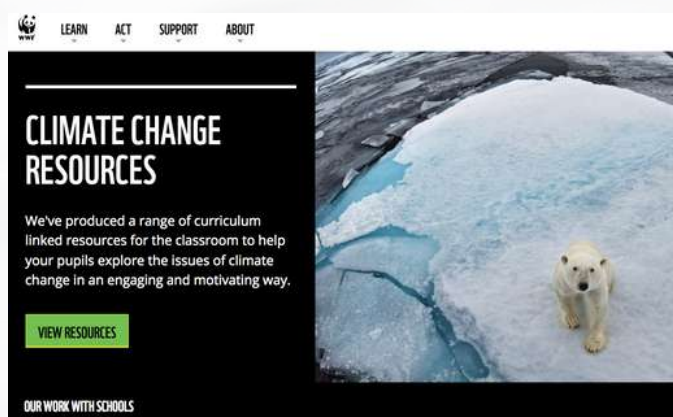 WWF
LEARN ACT SUPPORT ABOUT
CLIMATE CHANGE
RESOURCES
We've produced a range of curriculum
linked resources for the classroom to help
your pupils explore the issues of climate
change in an engaging and motivating way.
VIEW RESOURCES
OUR WORK WITH SCHOOLS